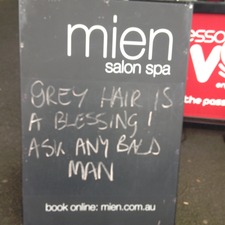 mien
salon spa
GREY HAIR IS
A BLESSING!
ASK ANY BALD
MAN
book online: mien.com.au